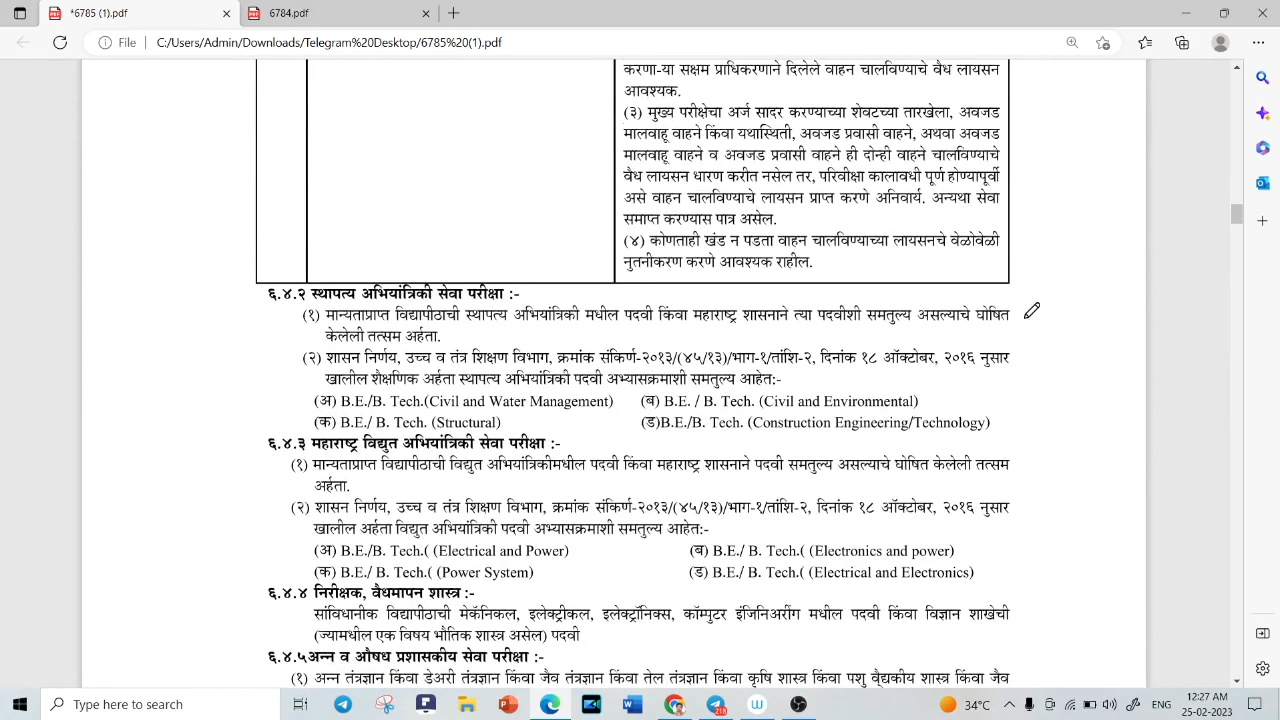 *6785 (1).pdf
6784.pdf
File
C:/Users/Admin/Downloads/Telegram%20Desktop/6785%20(1).pdf
करणा-या सक्षम प्राधिकरणाने दिलेले वाहन चालविण्याचे वैध लायसन
आवश्यक.
(३) मुख्य परीक्षेचा अर्ज सादर करण्याच्या शेवटच्या तारखेला, अवजड
मालवाहू वाहने किंवा यथास्थिती, अवजड प्रवासी वाहने, अथवा अवजड
मालवाहू वाहने व अवजड प्रवासी वाहने ही दोन्ही वाहने चालविण्याचे
वैध लायसन धारण करीत नसेल तर, परिवीक्षा कालावधी पूर्ण होण्यापूर्वी
असे वाहन चालविण्याचे लायसन प्राप्त करणे अनिवार्य. अन्यथा सेवा
समाप्त करण्यास पात्र असेल.
(४) कोणताही खंड न पडता वाहन चालविण्याच्या लायसनचे वेळोवेळी
नुतनीकरण करणे आवश्यक राहील.
६.४.२ स्थापत्य अभियांत्रिकी सेवा परीक्षा :-
(१) मान्यताप्राप्त विद्यापीठाची स्थापत्य अभियांत्रिकी मधील पदवी किंवा महाराष्ट्र शासनाने त्या पदवीशी समतुल्य असल्याचे घोषित
केलेली तत्सम अर्हता.
(२) शासन निर्णय, उच्च व तंत्र शिक्षण विभाग, क्रमांक संकिर्ण-२०१३/(४५/१३)/भाग-१/तांशि-२, दिनांक १८ ऑक्टोबर, २०१६ नुसार
खालील शैक्षणिक अर्हता स्थापत्य अभियांत्रिकी पदवी अभ्यासक्रमाशी समतुल्य आहेत:-
(अ) B.E./B. Tech.(Civil and Water Management) (ब) B.E. / B. Tech. (Civil and Environmental)
(क) B.E./ B. Tech. (Structural) (ड)B.E./B. Tech. (Construction Engineering/Technology)
६.४.३ महाराष्ट्र विद्युत अभियांत्रिकी सेवा परीक्षा :-
(१) मान्यताप्राप्त विद्यापीठाची विद्युत अभियांत्रिकीमधील पदवी किंवा महाराष्ट्र शासनाने पदवी समतुल्य असल्याचे घोषित केलेली तत्सम
अर्हता.
(२) शासन निर्णय, उच्च व तंत्र शिक्षण विभाग, क्रमांक संकिर्ण-२०१३/(४५/१३)/भाग-१/तांशि-२, दिनांक १८ ऑक्टोबर, २०१६ नुसार
खालील अर्हता विद्युत अभियांत्रिकी पदवी अभ्यासक्रमाशी समतुल्य आहेत:-
(अ) B.E./B. Tech.( (Electrical and Power) (ब) B.E./ B. Tech.( (Electronics and power)
(क) B.E./ B. Tech.( (Power System) (ड) B.E./ B. Tech.( (Electrical and Electronics)
६.४.४ निरीक्षक, वैधमापन शास्त्र :-
सांविधानीक विद्यापीठाची मेकॅनिकल, इलेक्ट्रीकल, इलेक्ट्रॉनिक्स, कॉम्पुटर इंजिनिअरींग मधील पदवी किंवा विज्ञान शाखेची
(ज्यामधील एक विषय भौतिक शास्त्र असेल) पदवी
६.४.५अन्न व औषध प्रशासकीय सेवा परीक्षा :-
(१) अन्न तंत्रज्ञान किंवा डेअरी तंत्रज्ञान किंवा जैव तंत्रज्ञान किंवा तेल तंत्रज्ञान किंवा कृषि शास्त्र किंवा पशु वैद्यकीय शास्त्र किंवा जैव
Type here to search
218
34°C
ENG
12:27 AM
25-02-2023